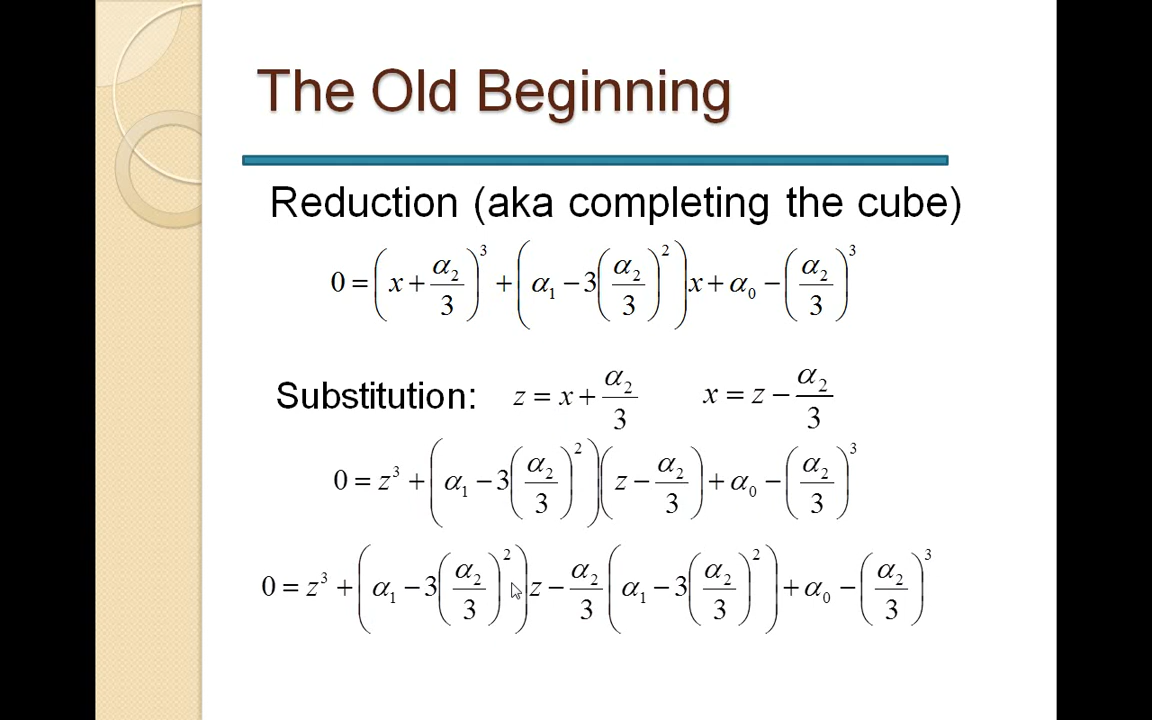 The Old Beginning
Reduction (aka completing the cube)
0 = (x + α₂/3)³ + (α₁ − 3(α₂/3)²)x + α₀ − (α₂/3)³
Substitution: z = x + α₂/3 x = z − α₂/3
0 = z³ + (α₁ − 3(α₂/3)²)(z − α₂/3) + α₀ − (α₂/3)³
0 = z³ + (α₁ − 3(α₂/3)²)z − α₂/3(α₁ − 3(α₂/3)²) + α₀ − (α₂/3)³